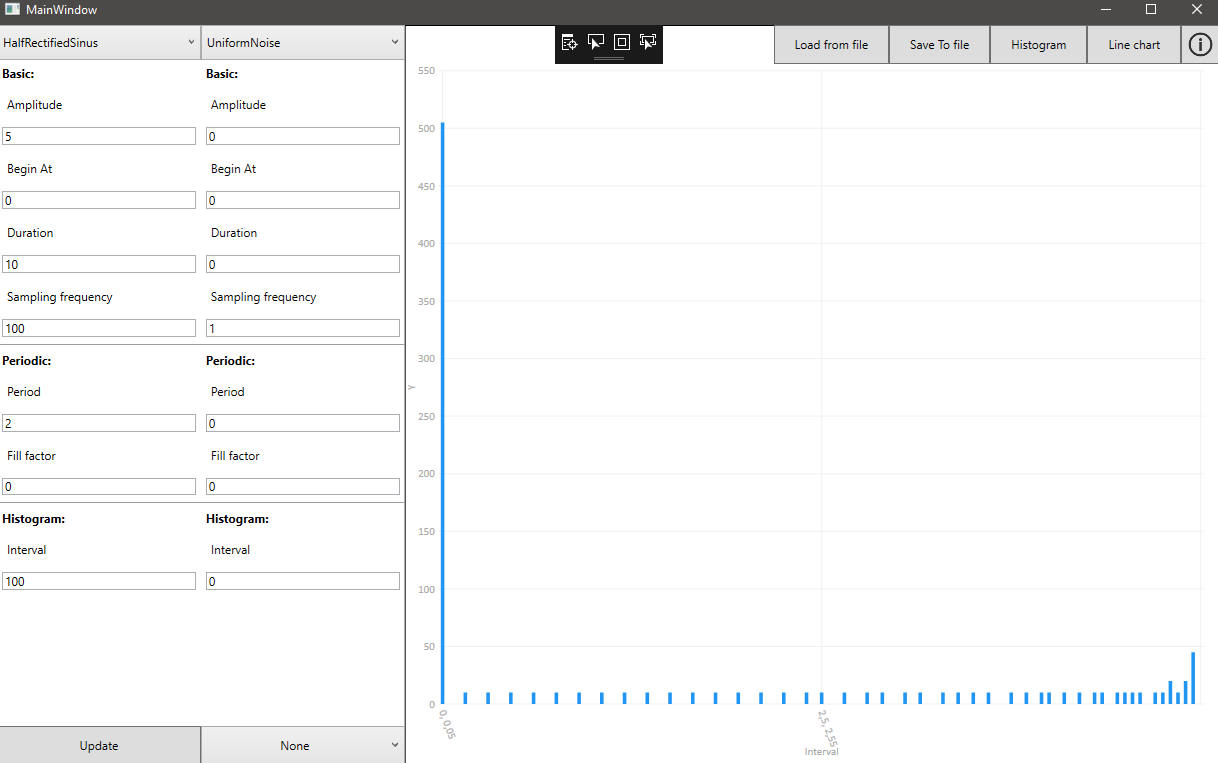 MainWindow
HalfRectifiedSinus UniformNoise Load from file Save To file Histogram Line chart
Basic: Basic:
Amplitude Amplitude
5 0
Begin At Begin At
0 0
Duration Duration
10 0
Sampling frequency Sampling frequency
100 1
Periodic: Periodic:
Period Period
2 0
Fill factor Fill factor
0 0
Histogram: Histogram:
Interval Interval
100 0
Update None
550
500
450
400
350
300
250
200
150
100
50
0
Y
0, 0,05 2,5, 2,55
Interval